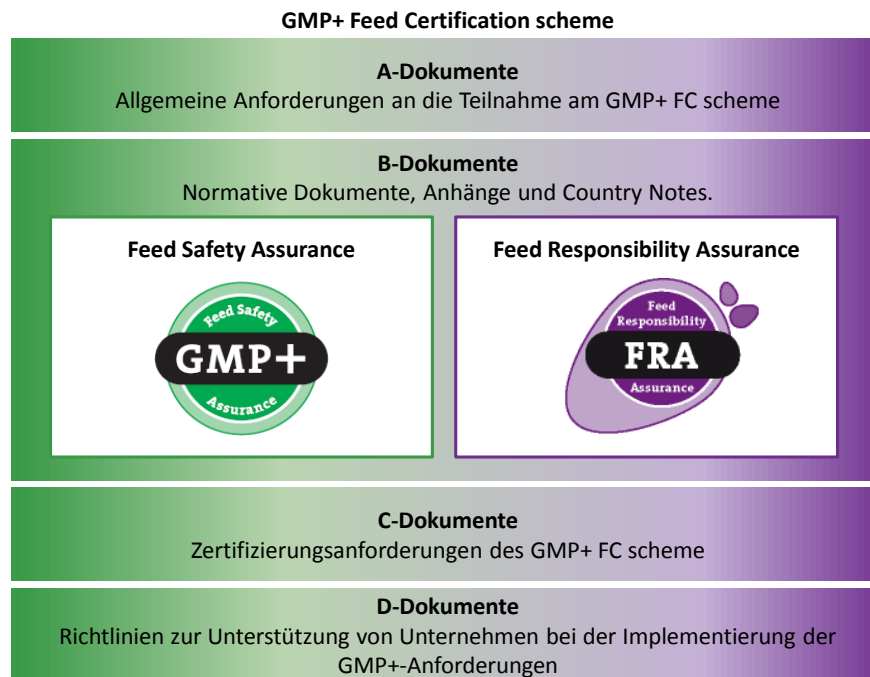 GMP+ Feed Certification scheme
A-Dokumente
Allgemeine Anforderungen an die Teilnahme am GMP+ FC scheme
B-Dokumente
Normative Dokumente, Anhänge und Country Notes.
Feed Safety Assurance
Feed Safety
GMP+
Assurance
Feed Responsibility Assurance
Feed
Responsibility
FRA
Assurance
C-Dokumente
Zertifizierungsanforderungen des GMP+ FC scheme
D-Dokumente
Richtlinien zur Unterstützung von Unternehmen bei der Implementierung der
GMP+-Anforderungen